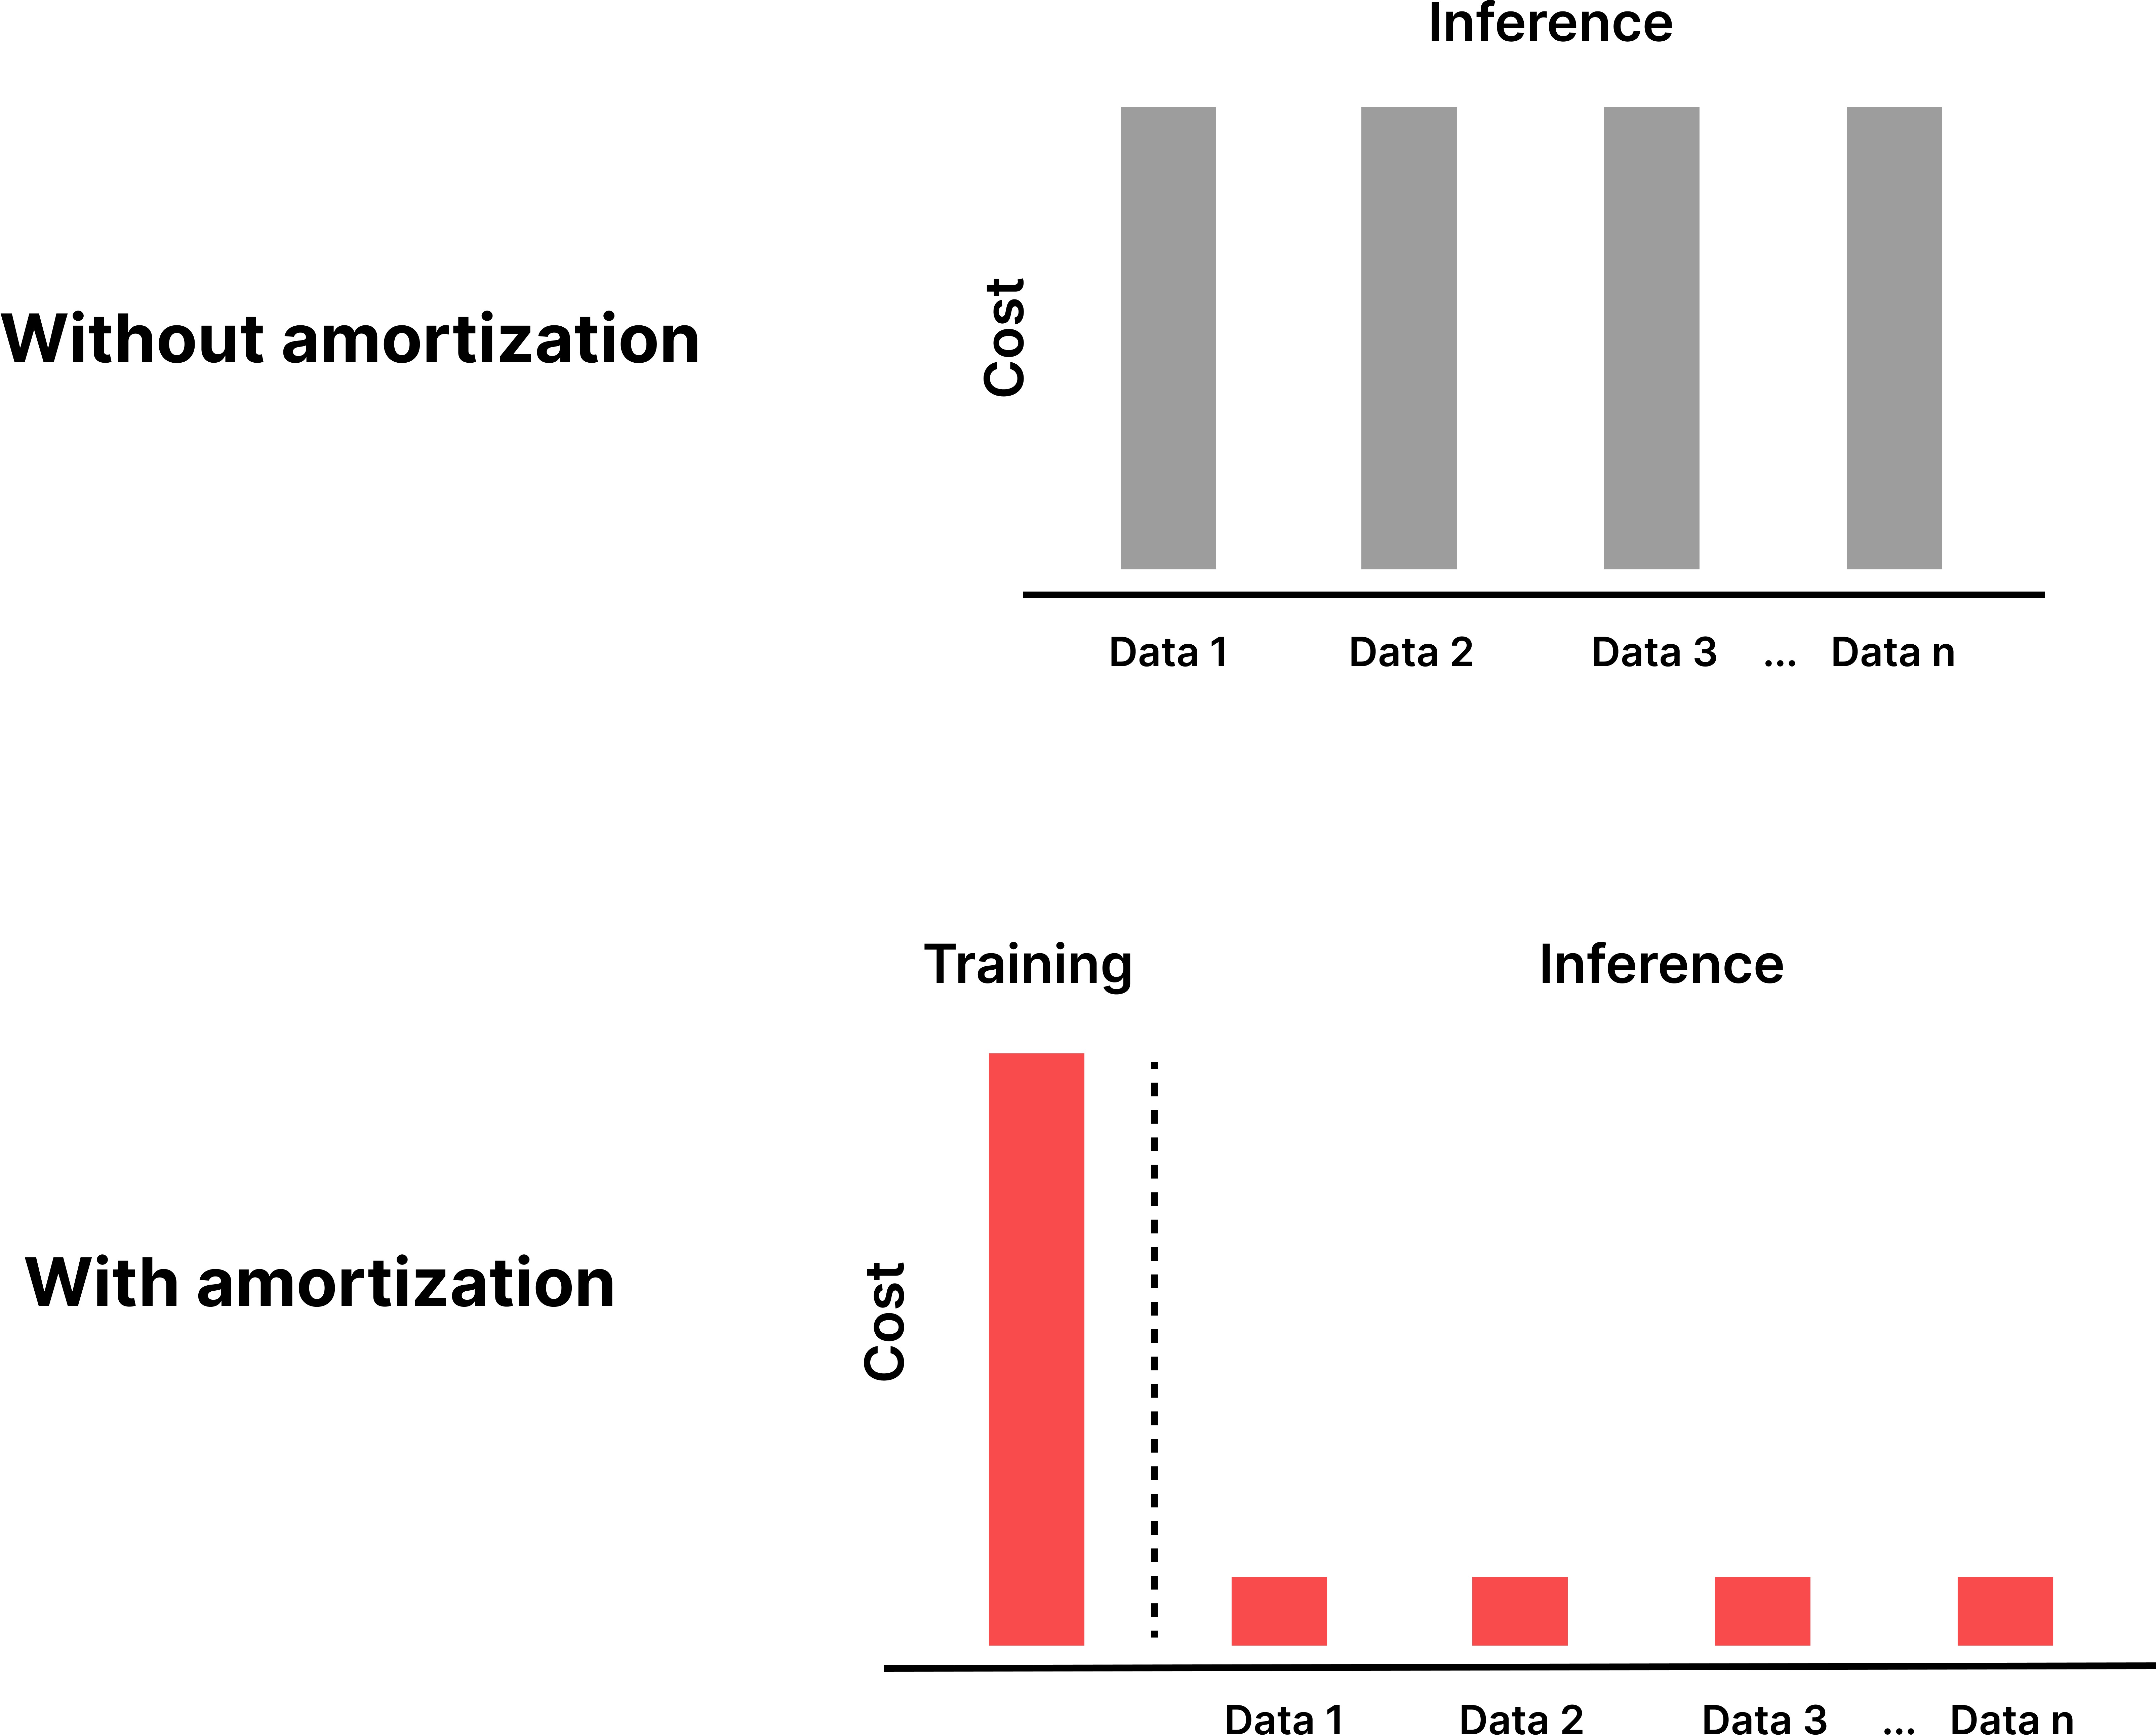 Inference
Without amortization
Cost
Data 1 Data 2 Data 3 ... Data n
Training Inference
With amortization
Cost
Data 1 Data 2 Data 3 ... Data n